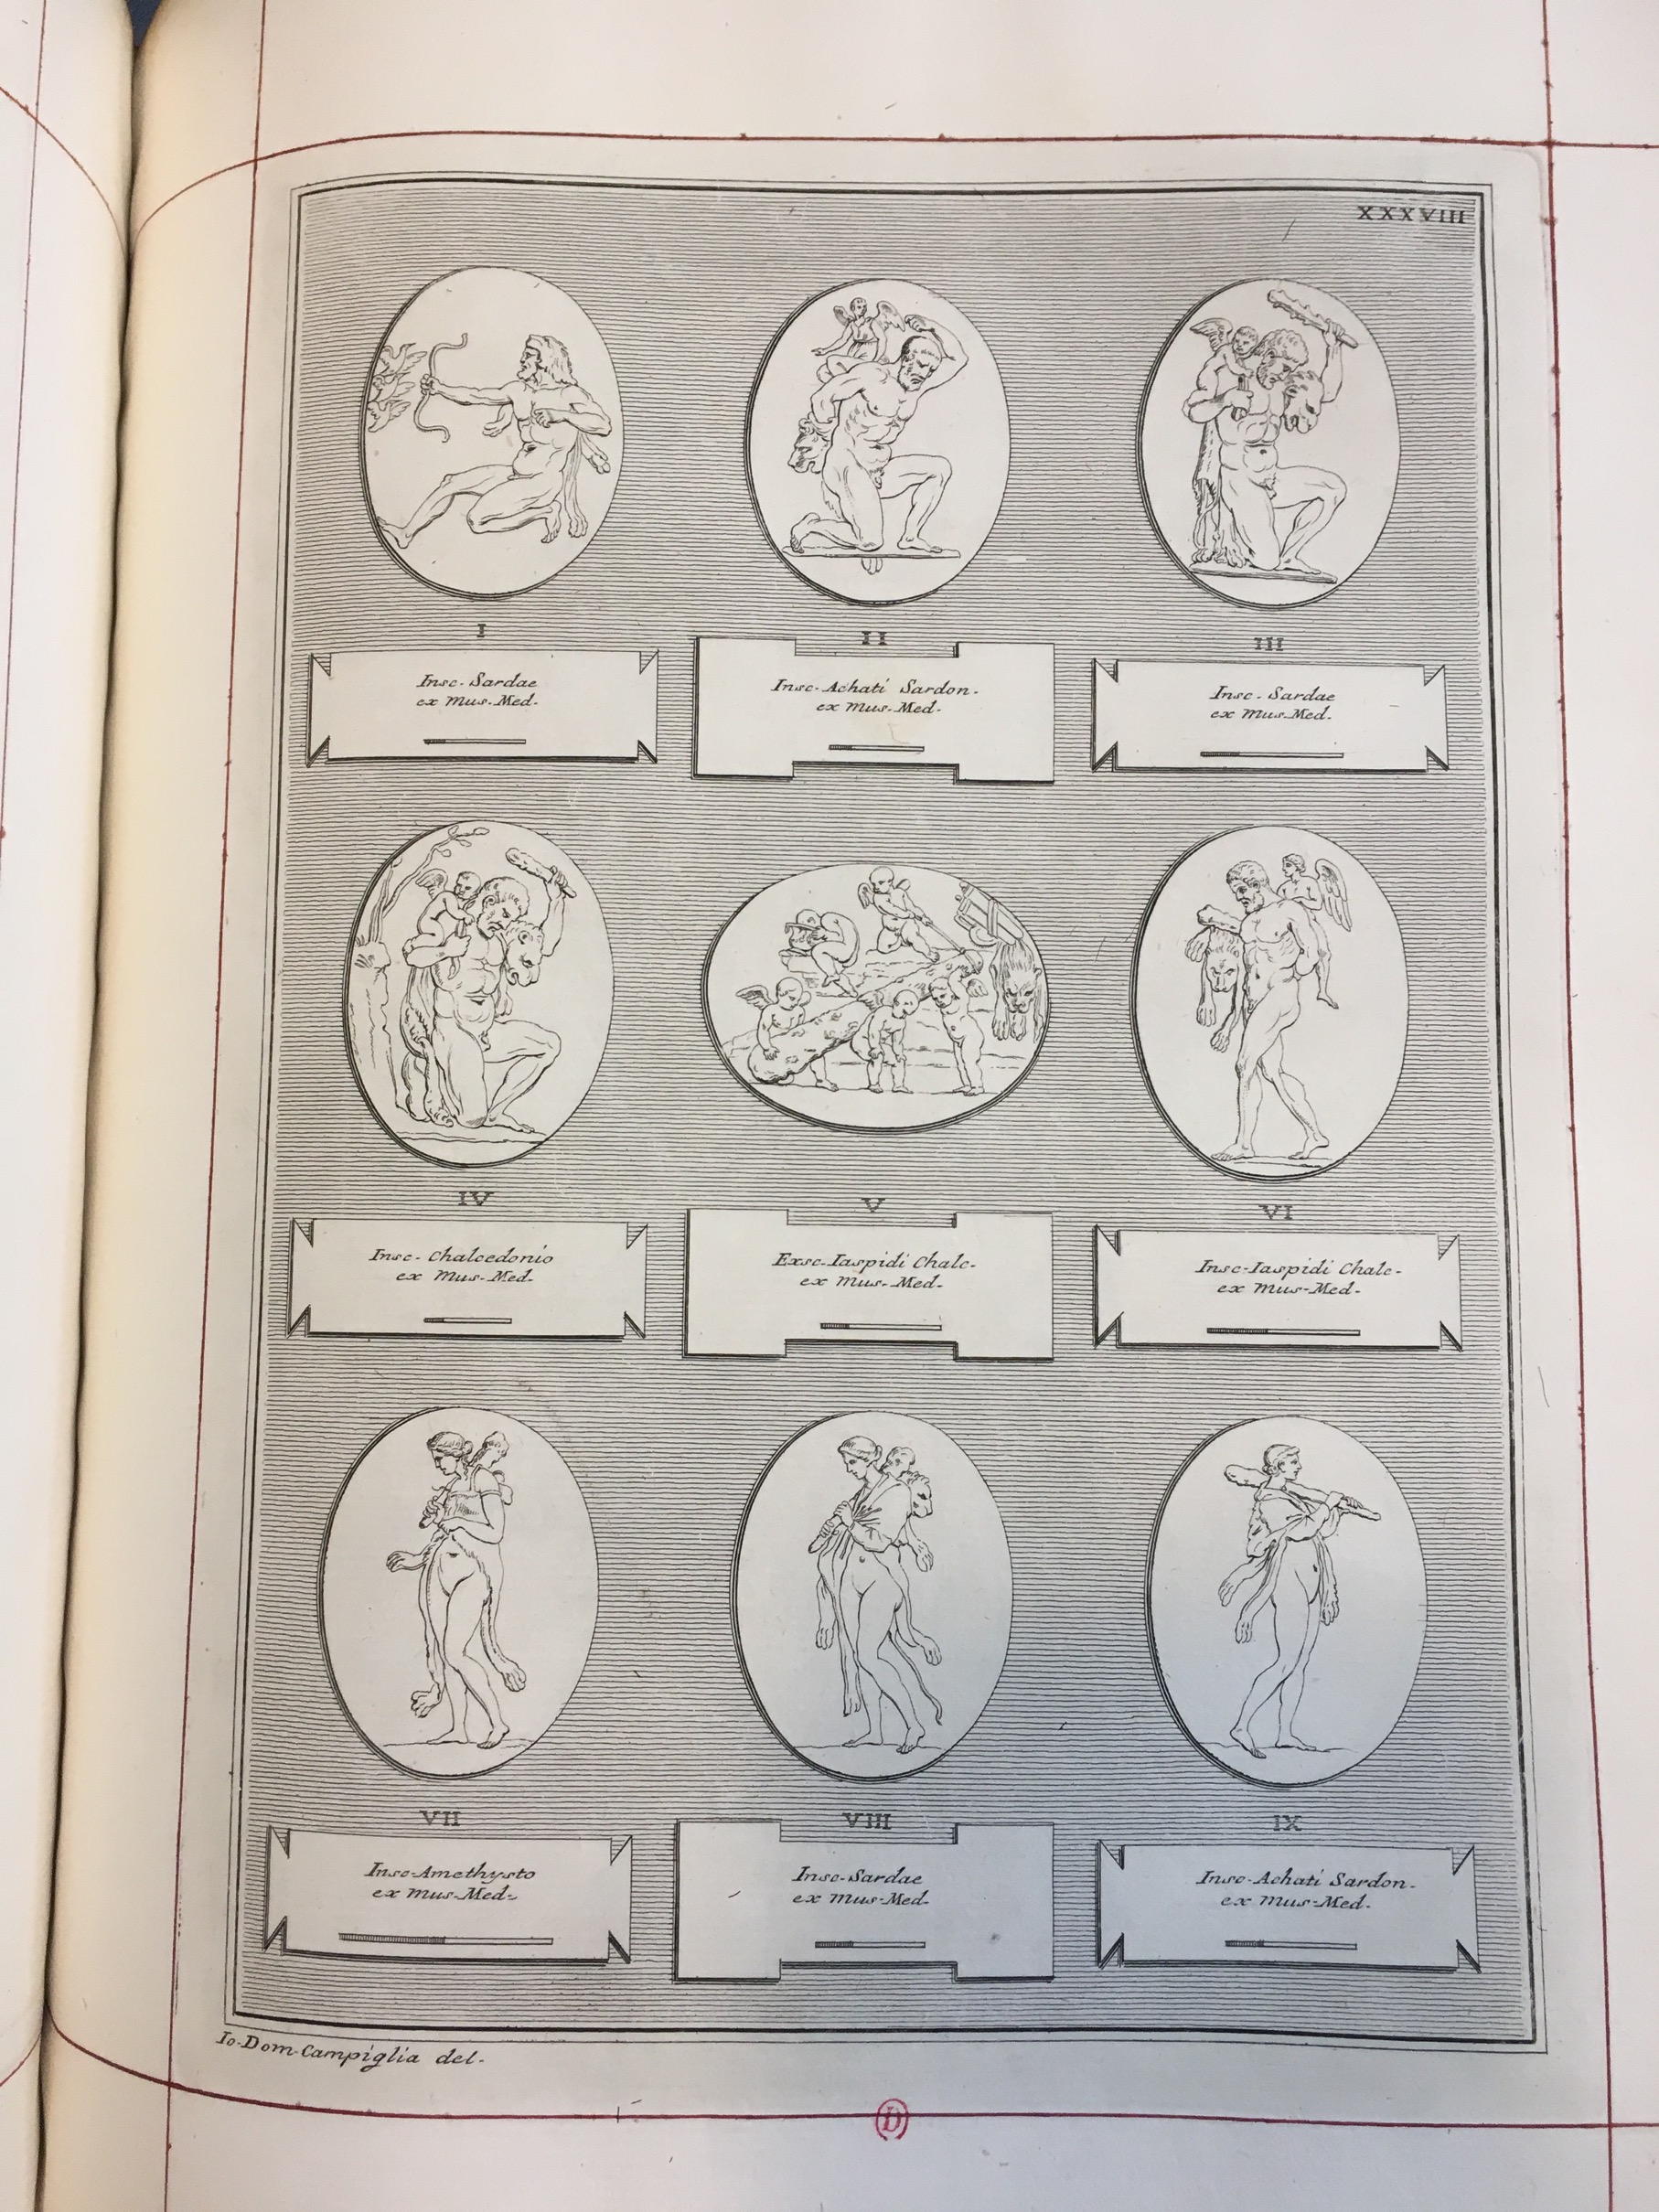 XXXVIII
I
Insc. Sardae
ex Mus. Med.
II
Insc. Achati Sardon.
ex Mus. Med.
III
Insc. Sardae
ex Mus. Med.
IV
Insc. Chalcedonio
ex Mus. Med.
V
Exsc. Iaspidi Chalc.
ex Mus. Med.
VI
Insc. Iaspidi Chalc.
ex Mus. Med.
VII
Insc. Amethysto
ex Mus. Med.
VIII
Insc. Sardae
ex Mus. Med.
IX
Insc. Achati Sardon.
ex Mus. Med.
Io. Dom. Campiglia del.